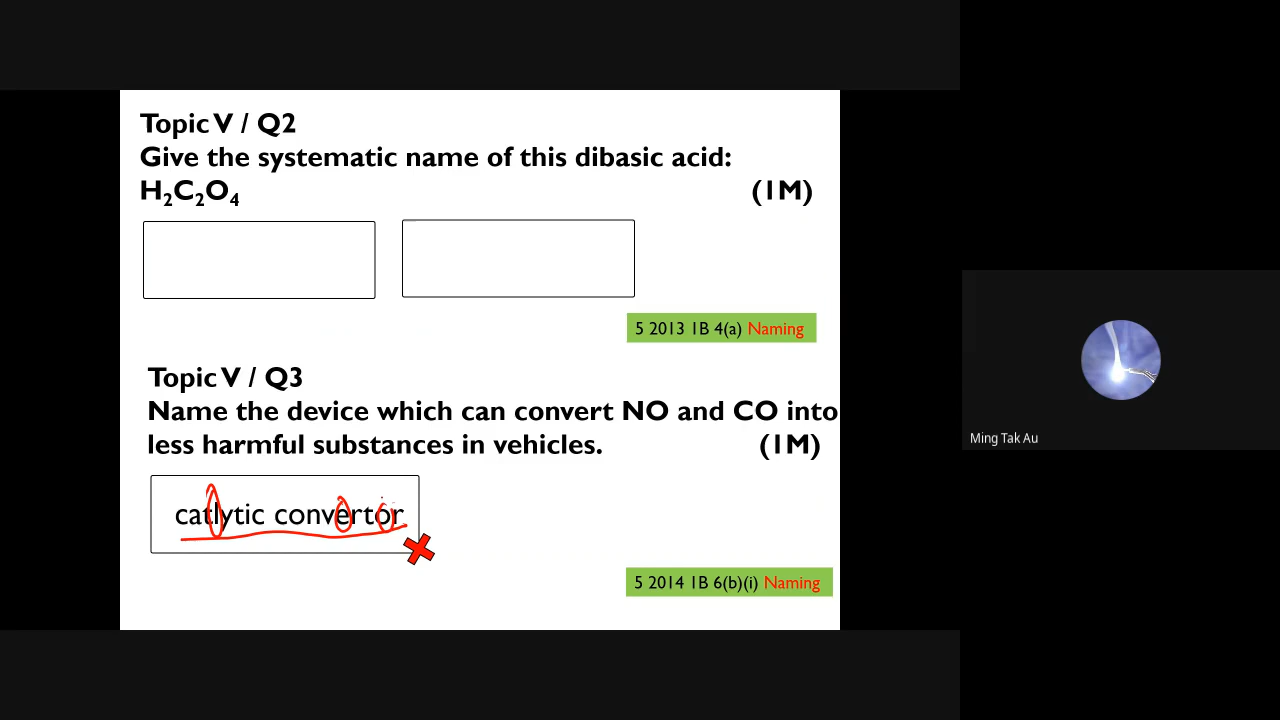 Topic V / Q2
Give the systematic name of this dibasic acid:
H₂C₂O₄ (1M)
5 2013 1B 4(a) Naming
Topic V / Q3
Name the device which can convert NO and CO into
less harmful substances in vehicles. (1M)
catlytic convertor
5 2014 1B 6(b)(i) Naming
Ming Tak Au